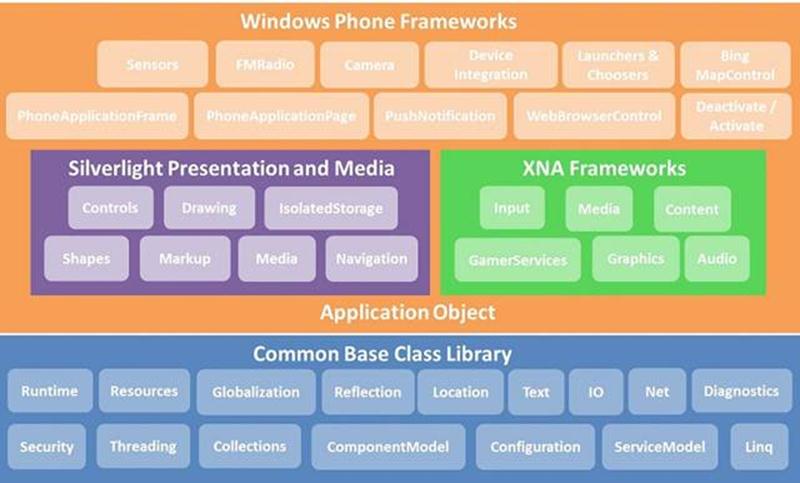 Windows Phone Frameworks
Sensors
FMRadio
Camera
Device
Integration
Launchers &
Choosers
Bing
MapControl
PhoneApplicationFrame
PhoneApplicationPage
PushNotification
WebBrowserControl
Deactivate /
Activate
Silverlight Presentation and Media
Controls
Drawing
IsolatedStorage
Shapes
Markup
Media
Navigation
XNA Frameworks
Input
Media
Content
GamerServices
Graphics
Audio
Application Object
Common Base Class Library
Runtime
Resources
Globalization
Reflection
Location
Text
IO
Net
Diagnostics
Security
Threading
Collections
ComponentModel
Configuration
ServiceModel
Linq